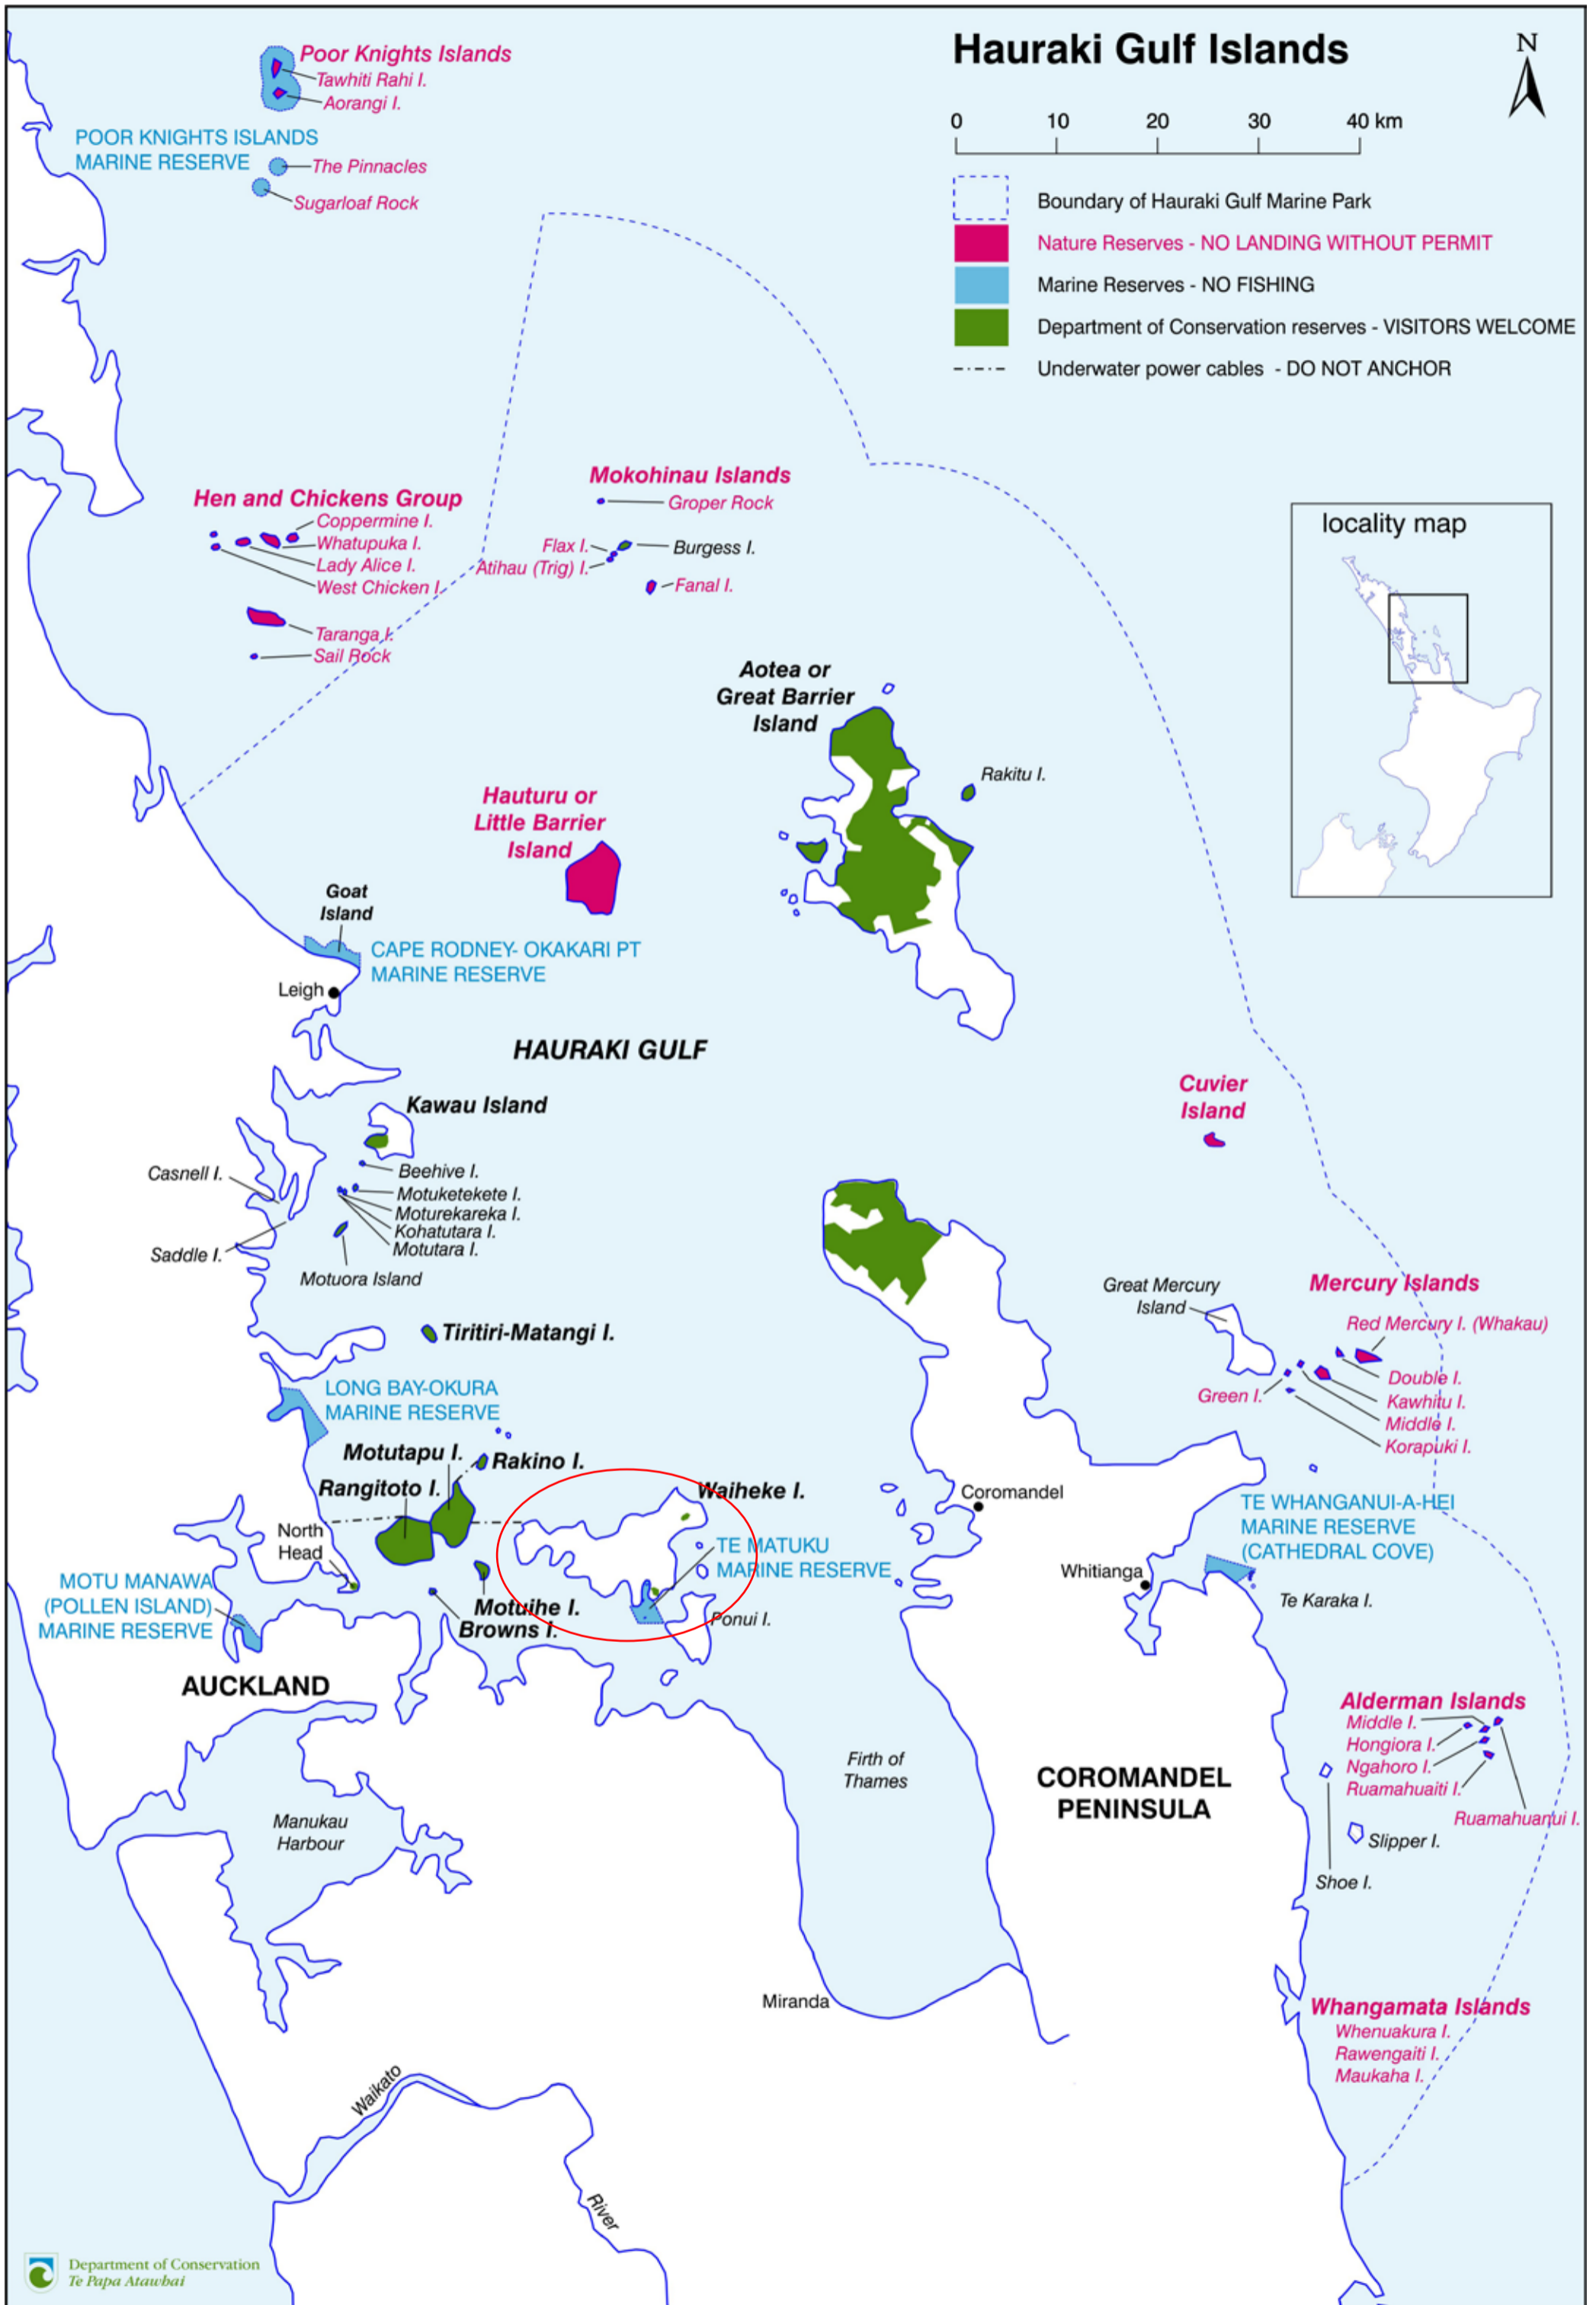 Hauraki Gulf Islands
N
0 10 20 30 40 km
Boundary of Hauraki Gulf Marine Park
Nature Reserves - NO LANDING WITHOUT PERMIT
Marine Reserves - NO FISHING
Department of Conservation reserves - VISITORS WELCOME
Underwater power cables - DO NOT ANCHOR
Poor Knights Islands
Tawhiti Rahi I.
Aorangi I.
POOR KNIGHTS ISLANDS
MARINE RESERVE
The Pinnacles
Sugarloaf Rock
Hen and Chickens Group
Coppermine I.
Whatupuka I.
Lady Alice I.
West Chicken I.
Taranga I.
Sail Rock
Mokohinau Islands
Groper Rock
Flax I.
Burgess I.
Atihau (Trig) I.
Fanal I.
locality map
Aotea or
Great Barrier
Island
Rakitu I.
Hauturu or
Little Barrier
Island
Goat
Island
CAPE RODNEY- OKAKARI PT
MARINE RESERVE
Leigh
HAURAKI GULF
Cuvier
Island
Kawau Island
Casnell I.
Beehive I.
Motuketekete I.
Moturekareka I.
Kohatutara I.
Motutara I.
Saddle I.
Motuora Island
Tiritiri-Matangi I.
Great Mercury
Island
Mercury Islands
Red Mercury I. (Whakau)
Double I.
Green I.
Kawhitu I.
Middle I.
Korapuki I.
LONG BAY-OKURA
MARINE RESERVE
Motutapu I.
Rakino I.
Rangitoto I.
Waiheke I.
Coromandel
North
Head
TE MATUKU
MARINE RESERVE
TE WHANGANUI-A-HEI
MARINE RESERVE
(CATHEDRAL COVE)
Whitianga
Te Karaka I.
MOTU MANAWA
(POLLEN ISLAND)
MARINE RESERVE
Motuihe I.
Browns I.
Ponui I.
AUCKLAND
Alderman Islands
Middle I.
Hongiora I.
Ngahoro I.
Ruamahuaiti I.
Ruamahuanui I.
Firth of
Thames
COROMANDEL
PENINSULA
Manukau
Harbour
Slipper I.
Shoe I.
Miranda
Whangamata Islands
Whenuakura I.
Rawengaiti I.
Maukaha I.
Waikato
River
Department of Conservation
Te Papa Atawhai